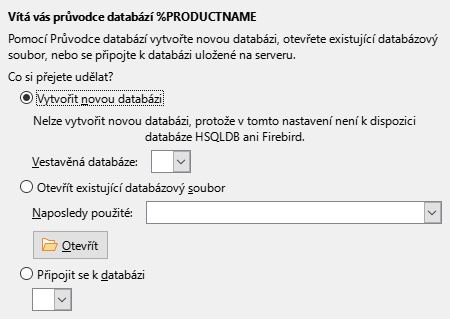 Vítá vás průvodce databází %PRODUCTNAME
Pomocí Průvodce databází vytvořte novou databázi, otevřete existující databázový
soubor, nebo se připojte k databázi uložené na serveru.
Co si přejete udělat?
Vytvořit novou databázi
Nelze vytvořit novou databázi, protože v tomto nastavení není k dispozici
databáze HSQLDB ani Firebird.
Vestavěná databáze:
Otevřít existující databázový soubor
Naposledy použité:
Otevřít
Připojit se k databázi